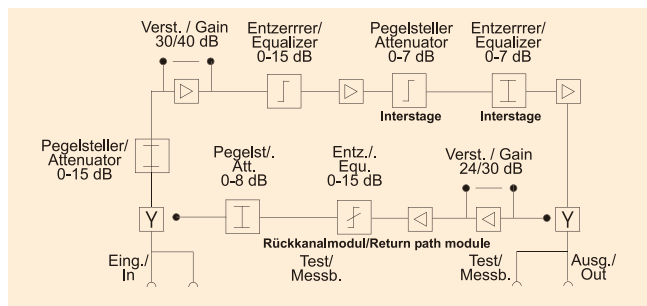 Verst. / Gain
30/40 dB
Entzerrrer/
Equalizer
0-15 dB
Pegelsteller
Attenuator
0-7 dB
Entzerrrer/
Equalizer
0-7 dB
Interstage
Interstage
Pegelsteller/
Attenuator
0-15 dB
Pegelst/.
Att.
0-8 dB
Entz./.
Equ.
0-15 dB
Verst. / Gain
24/30 dB
Y
Y
Rückkanalmodul/Return path module
Eing./
In
Test/
Messb.
Test/
Messb.
Ausg./
Out